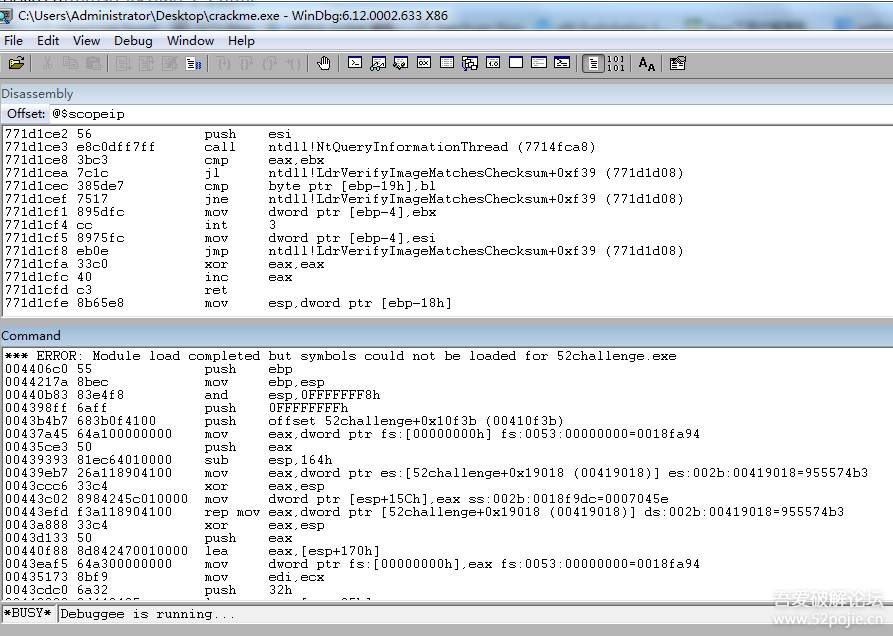 C:\Users\Administrator\Desktop\crackme.exe - WinDbg:6.12.0002.633 X86
File Edit View Debug Window Help
Disassembly
Offset: @$scopeip
771d1ce2 56 push esi
771d1ce3 e8c0dff7ff call ntdll!NtQueryInformationThread (7714fca8)
771d1ce8 3bc3 cmp eax,ebx
771d1cea 7c1c jl ntdll!LdrVerifyImageMatchesChecksum+0xf39 (771d1d08)
771d1cec 385de7 cmp byte ptr [ebp-19h],bl
771d1cef 7517 jne ntdll!LdrVerifyImageMatchesChecksum+0xf39 (771d1d08)
771d1cf1 895dfc mov dword ptr [ebp-4],ebx
771d1cf4 cc int 3
771d1cf5 8975fc mov dword ptr [ebp-4],esi
771d1cf8 eb0e jmp ntdll!LdrVerifyImageMatchesChecksum+0xf39 (771d1d08)
771d1cfa 33c0 xor eax,eax
771d1cfc 40 inc eax
771d1cfd c3 ret
771d1cfe 8b65e8 mov esp,dword ptr [ebp-18h]
Command
*** ERROR: Module load completed but symbols could not be loaded for 52challenge.exe
004406c0 55 push ebp
0044217a 8bec mov ebp,esp
00440b83 83e4f8 and esp,0FFFFFFF8h
004398ff 6aff push 0FFFFFFFFh
0043b4b7 683b0f4100 push offset 52challenge+0x10f3b (00410f3b)
00437a45 64a100000000 mov eax,dword ptr fs:[00000000h] fs:0053:00000000=0018fa94
00435ce3 50 push eax
00439393 81ec64010000 sub esp,164h
00439eb7 26a118904100 mov eax,dword ptr es:[52challenge+0x19018 (00419018)] es:002b:00419018=955574b3
0043ccc6 33c4 xor eax,esp
00443c02 8984245c010000 mov dword ptr [esp+15Ch],eax ss:002b:0018f9dc=0007045e
00443efd f3a118904100 rep mov eax,dword ptr [52challenge+0x19018 (00419018)] ds:002b:00419018=955574b3
0043a888 33c4 xor eax,esp
0043d133 50 push eax
00440f88 8d842470010000 lea eax,[esp+170h]
0043eaf5 64a300000000 mov dword ptr fs:[00000000h],eax fs:0053:00000000=0018fa94
00435173 8bf9 mov edi,ecx
0043cdc0 6a32 push 32h
*BUSY* Debuggee is running...
吾爱破解论坛
www.52pojie.cn